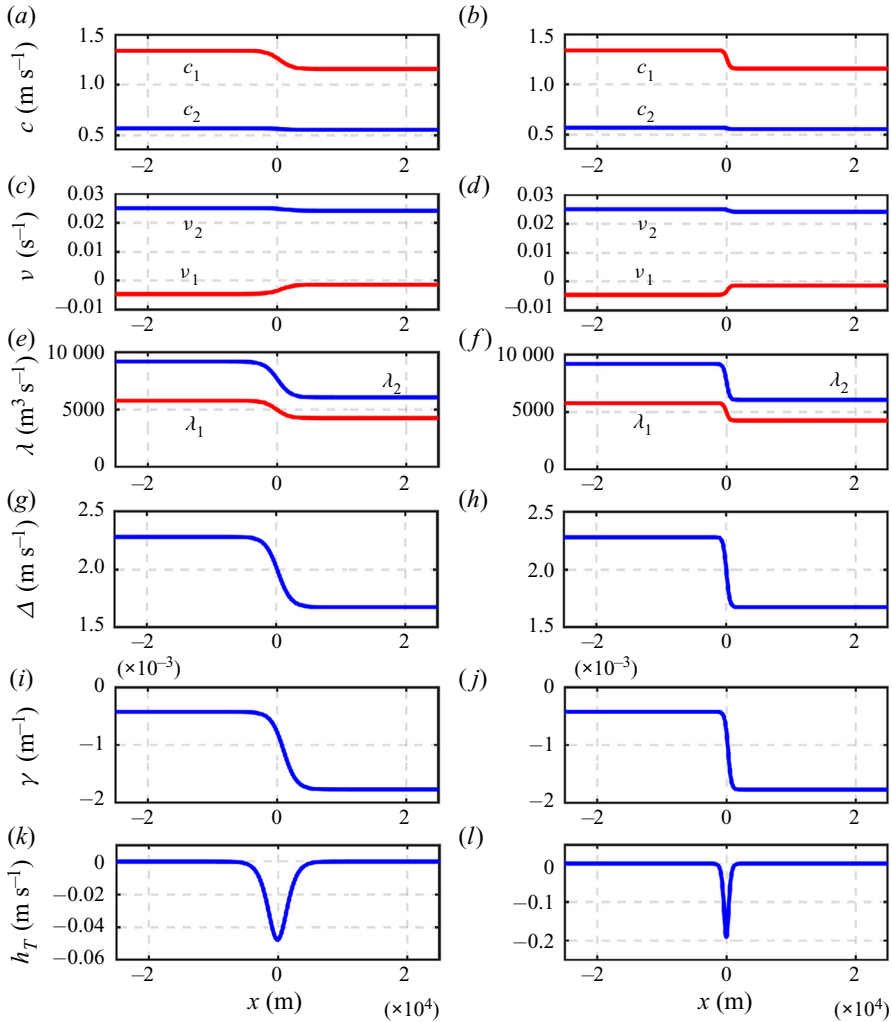 (a)
(b)
1.5
1.0
0.5
c (m s⁻¹)
c₁
c₂
−2
0
2
1.5
1.0
0.5
c₁
c₂
−2
0
2
(c)
(d)
0.03
0.02
0.01
0
−0.01
ν (s⁻¹)
ν₂
ν₁
−2
0
2
0.03
0.02
0.01
0
−0.01
ν₂
ν₁
−2
0
2
(e)
(f)
10 000
5000
0
λ (m³ s⁻¹)
λ₂
λ₁
−2
0
2
10 000
5000
0
λ₂
λ₁
−2
0
2
(g)
(h)
2.5
2.0
1.5
Δ (m s⁻¹)
−2
0
2
2.5
2.0
1.5
−2
0
2
(i)
(×10⁻³)
(j)
(×10⁻³)
0
−1
−2
γ (m⁻¹)
−2
0
2
0
−1
−2
−2
0
2
(k)
(l)
0
−0.02
−0.04
−0.06
h_T (m s⁻¹)
−2
0
2
x (m)
(×10⁴)
0
−0.1
−0.2
−2
0
2
x (m)
(×10⁴)